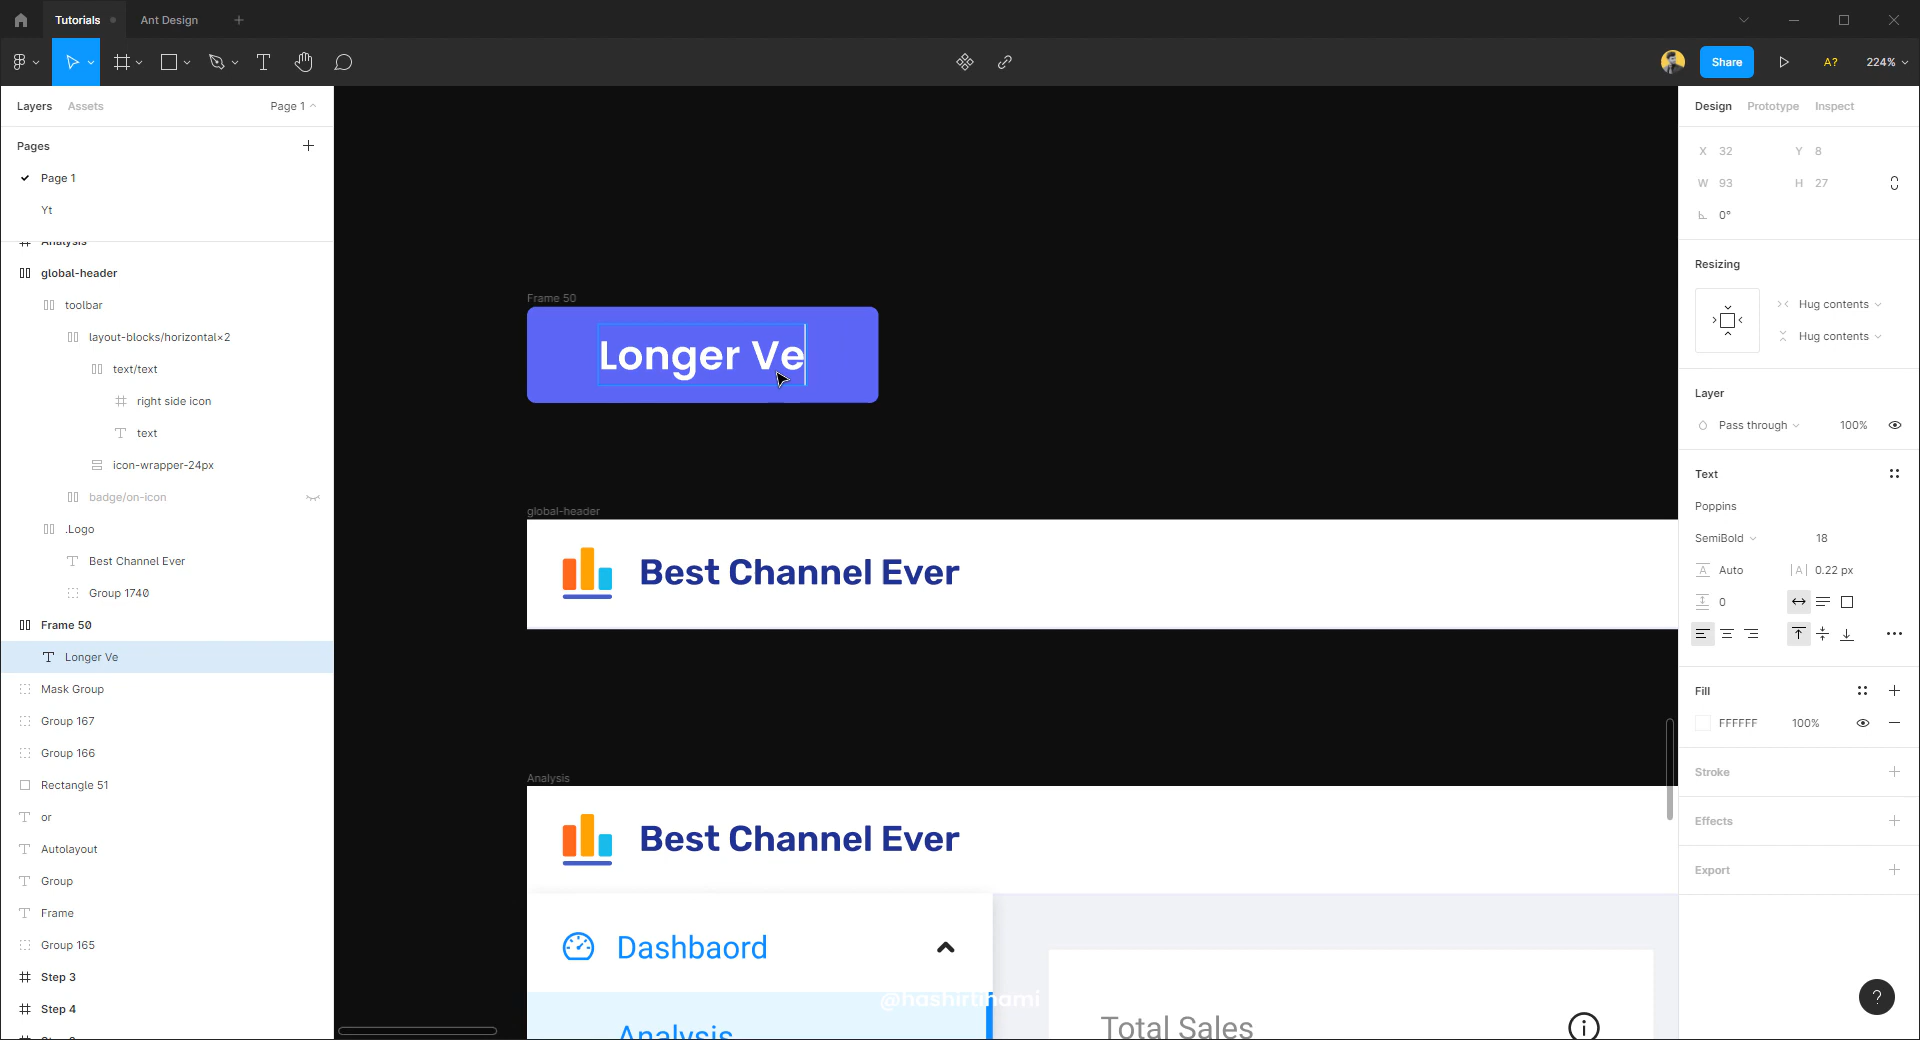 Tutorials
Ant Design
Share
A?
224%
Layers
Assets
Page 1
Pages
Page 1
Yt
Analysis
global-header
toolbar
layout-blocks/horizontal×2
text/text
right side icon
text
icon-wrapper-24px
badge/on-icon
.Logo
Best Channel Ever
Group 1740
Frame 50
Longer Ve
Mask Group
Group 167
Group 166
Rectangle 51
or
Autolayout
Group
Frame
Group 165
Step 3
Step 4
Frame 50
Longer Ve
global-header
Best Channel Ever
Analysis
Best Channel Ever
Dashbaord
Analysis
Total Sales
Design
Prototype
Inspect
X 32 Y 8
W 93 H 27
0°
Resizing
Hug contents
Hug contents
Layer
Pass through 100%
Text
Poppins
SemiBold 18
A Auto |A| 0.22 px
0
Fill
FFFFFF 100%
Stroke
Effects
Export
?